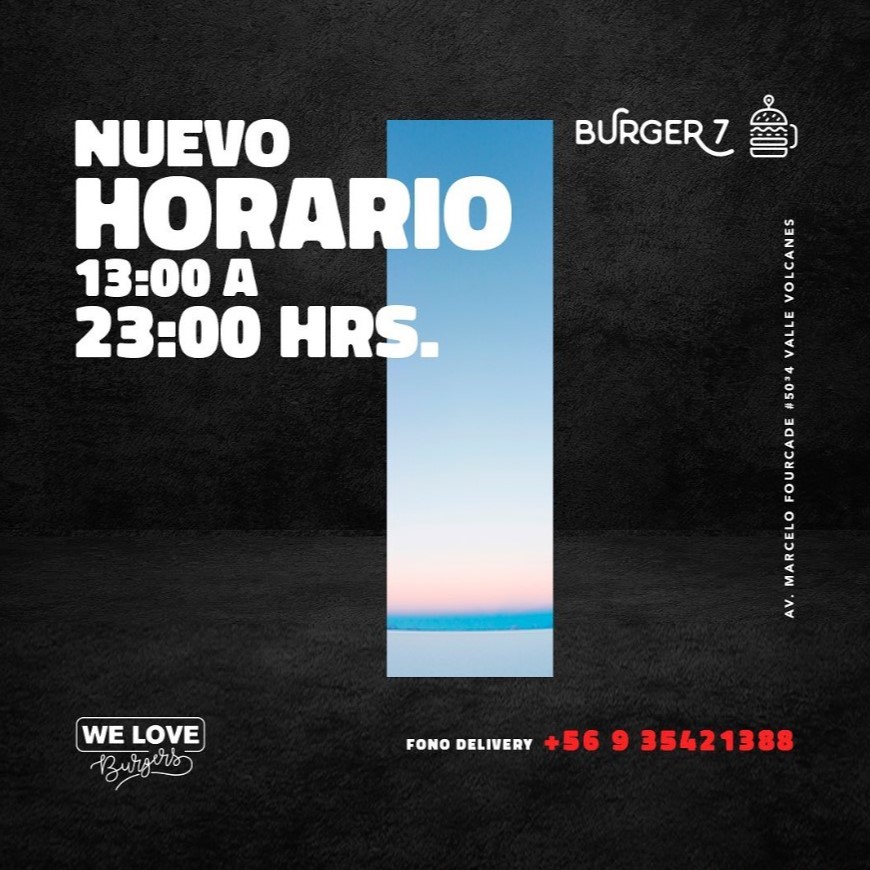 NUEVO
HORARIO
13:00 A
23:00 HRS.
BURGER 7
AV. MARCELO FOURCADE #50³4 VALLE VOLCANES
WE LOVE
Burgers
FONO DELIVERY +56 9 35421388